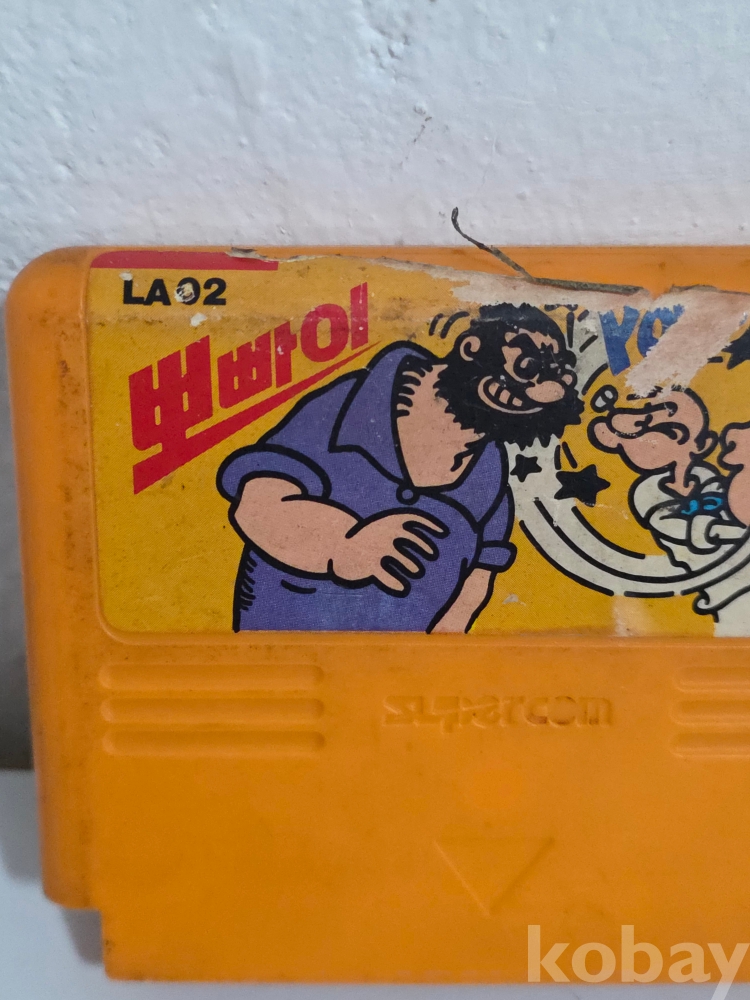 LA02
뽀빠이
supercom
kobay